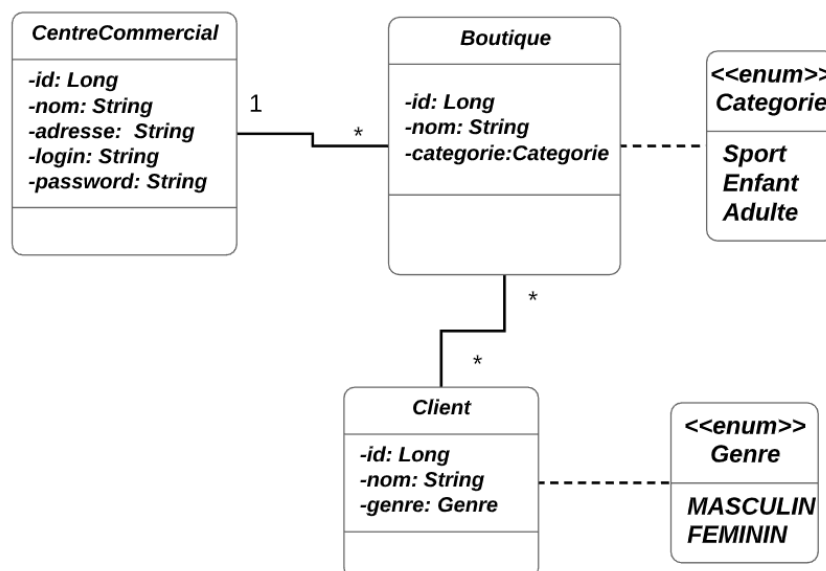 CentreCommercial
-id: Long
-nom: String
-adresse: String
-login: String
-password: String
1
*
Boutique
-id: Long
-nom: String
-categorie:Categorie
<<enum>>
Categorie
Sport
Enfant
Adulte
*
*
Client
-id: Long
-nom: String
-genre: Genre
<<enum>>
Genre
MASCULIN
FEMININ